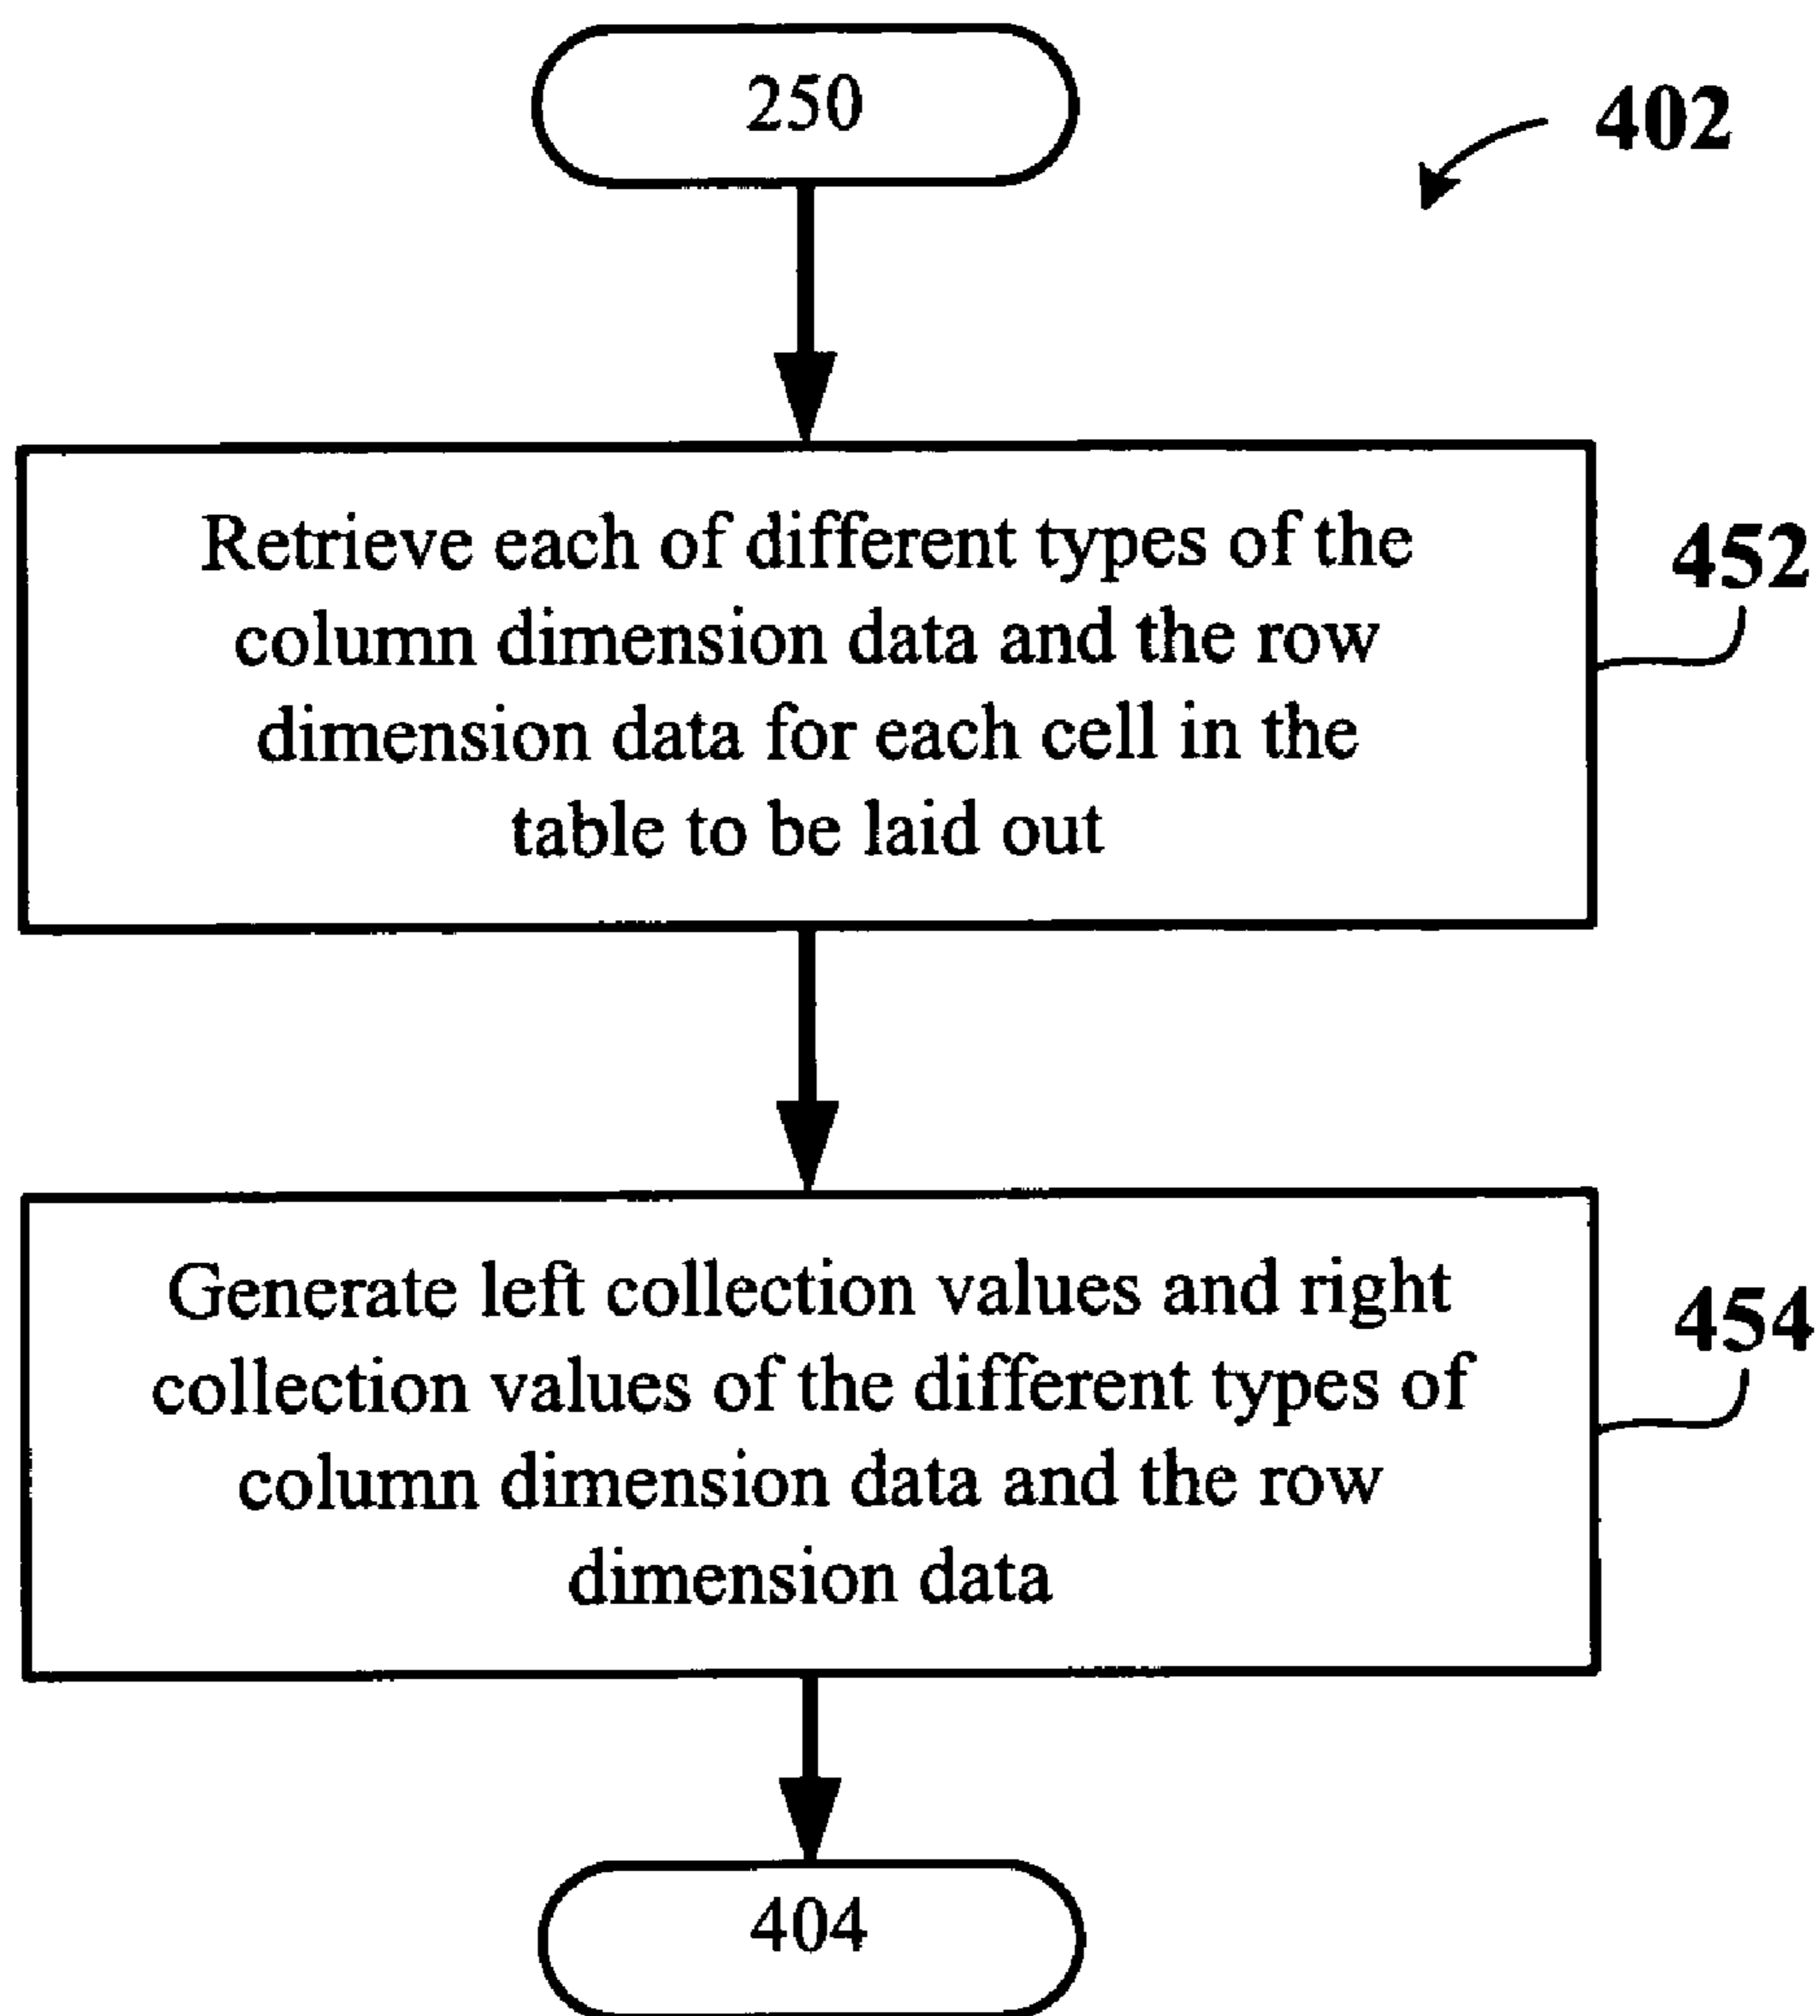 250
402
Retrieve each of different types of the
column dimension data and the row
dimension data for each cell in the
table to be laid out
452
Generate left collection values and right
collection values of the different types of
column dimension data and the row
dimension data
454
404